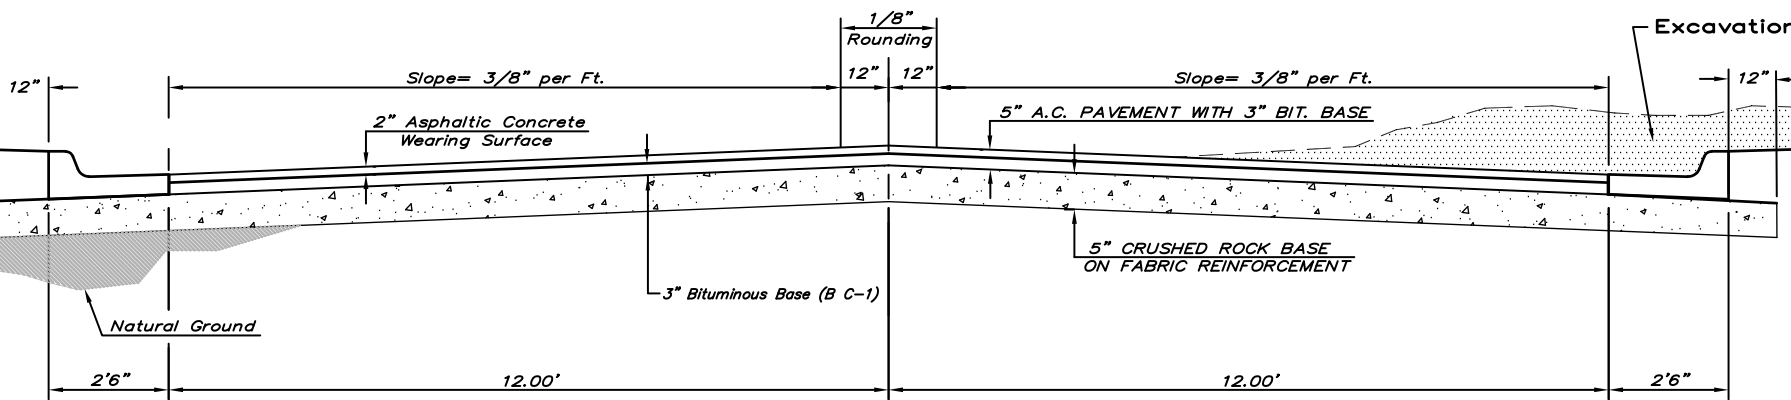 1/8"
Rounding
Excavation
12"
Slope= 3/8" per Ft.
12"
12"
Slope= 3/8" per Ft.
12"
2" Asphaltic Concrete
Wearing Surface
5" A.C. PAVEMENT WITH 3" BIT. BASE
5" CRUSHED ROCK BASE
ON FABRIC REINFORCEMENT
3" Bituminous Base (B C-1)
Natural Ground
2'6"
12.00'
12.00'
2'6"